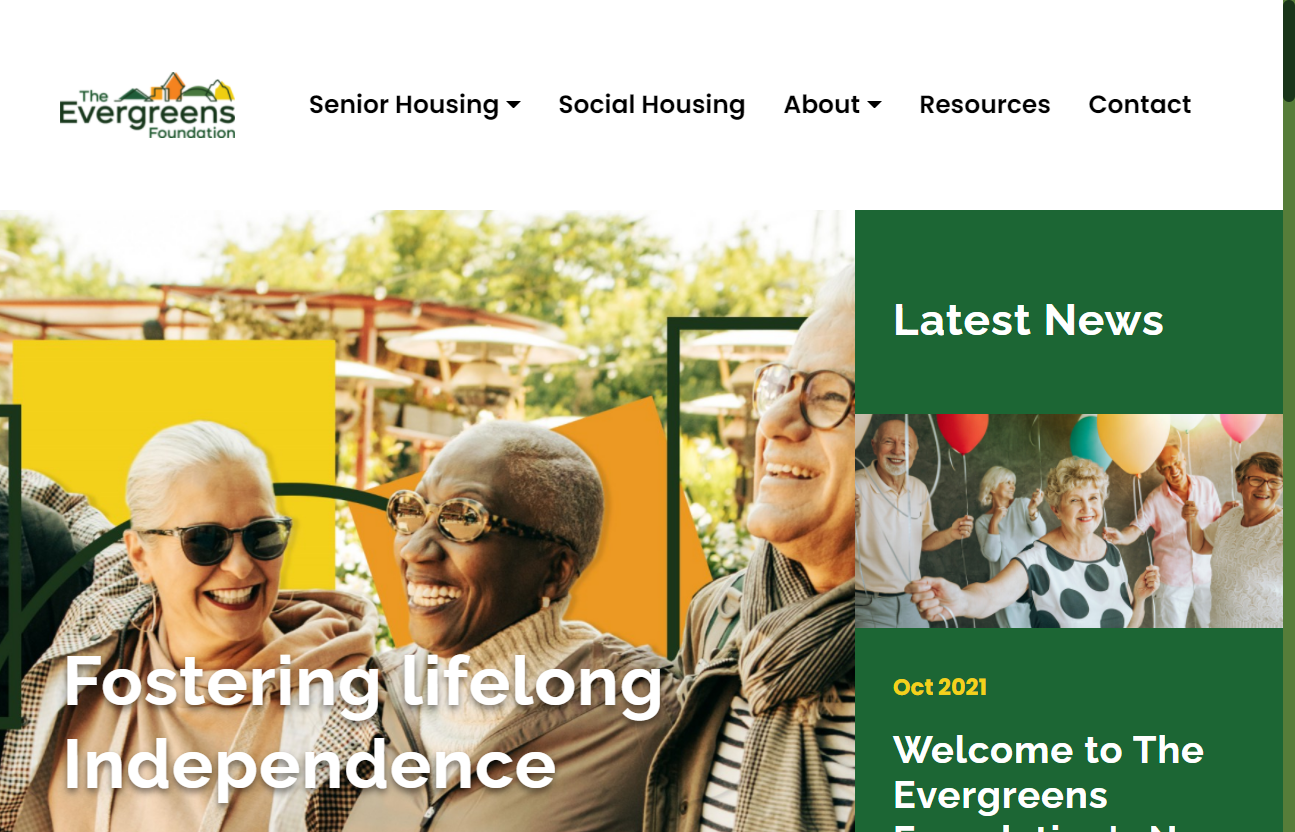 The
Evergreens
Foundation
Senior Housing
Social Housing
About
Resources
Contact
Fostering lifelong
Independence
Latest News
Oct 2021
Welcome to The
Evergreens